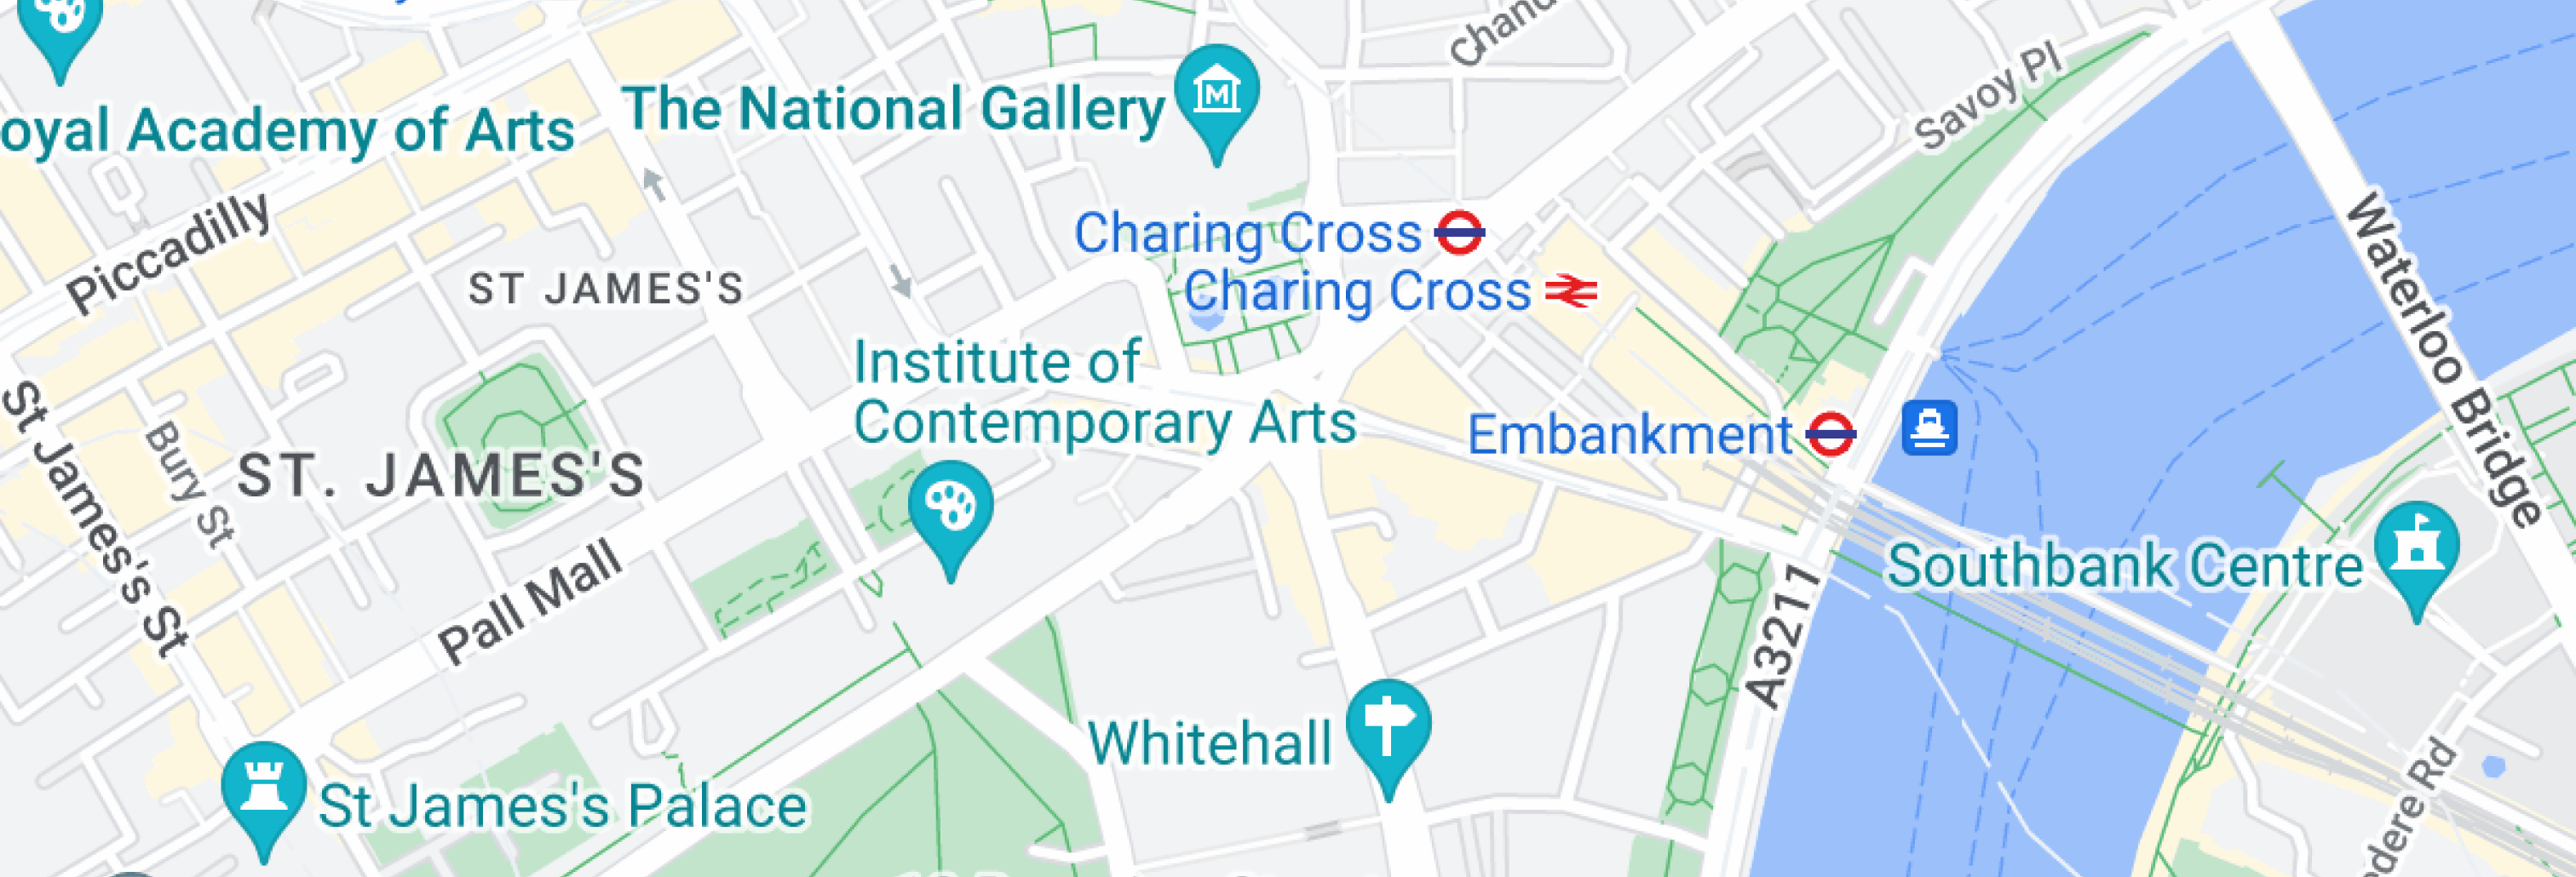 oyal Academy of Arts
The National Gallery
Chand
Savoy Pl
Piccadilly
ST JAMES'S
Charing Cross
Charing Cross
Waterloo Bridge
Institute of
Contemporary Arts
St James's St
Bury St
ST. JAMES'S
Embankment
Pall Mall
A3211
Southbank Centre
Whitehall
St James's Palace
edere Rd